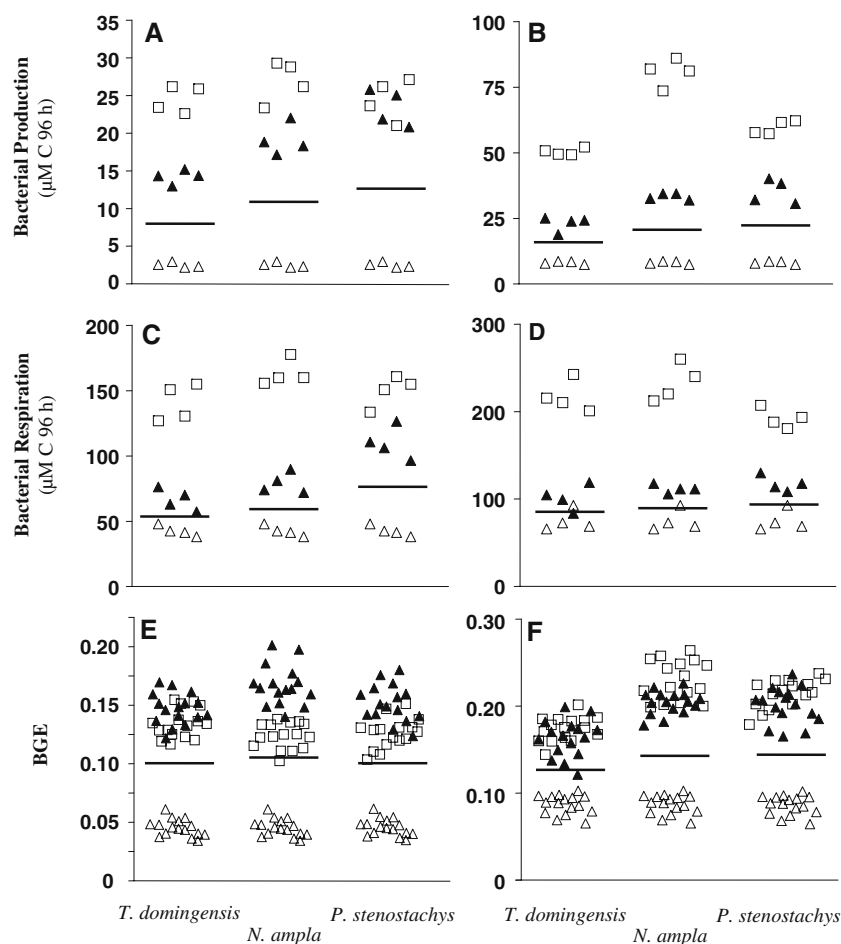 A
35
30
25
20
15
10
5
0
Bacterial Production
(µM C 96 h)
B
100
75
50
25
0
C
200
150
100
50
0
Bacterial Respiration
(µM C 96 h)
D
300
200
100
0
E
0.20
0.15
0.10
0.05
0
BGE
F
0.30
0.20
0.10
0
T. domingensis
N. ampla
P. stenostachys
T. domingensis
N. ampla
P. stenostachys